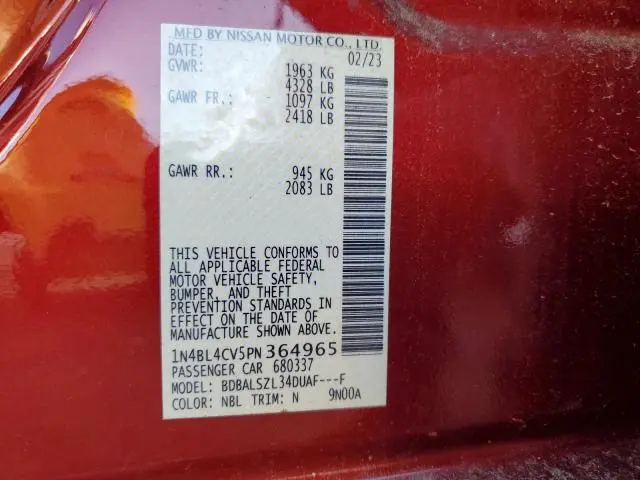 MFD BY NISSAN MOTOR CO., LTD.
DATE: 02/23
GVWR: 1963 KG
4328 LB
GAWR FR.: 1097 KG
2418 LB
GAWR RR.: 945 KG
2083 LB
THIS VEHICLE CONFORMS TO
ALL APPLICABLE FEDERAL
MOTOR VEHICLE SAFETY,
BUMPER, AND THEFT
PREVENTION STANDARDS IN
EFFECT ON THE DATE OF
MANUFACTURE SHOWN ABOVE.
1N4BL4CV5PN364965
PASSENGER CAR 680337
MODEL: BDBALSZL34DUAF---F
COLOR: NBL TRIM: N 9N00A